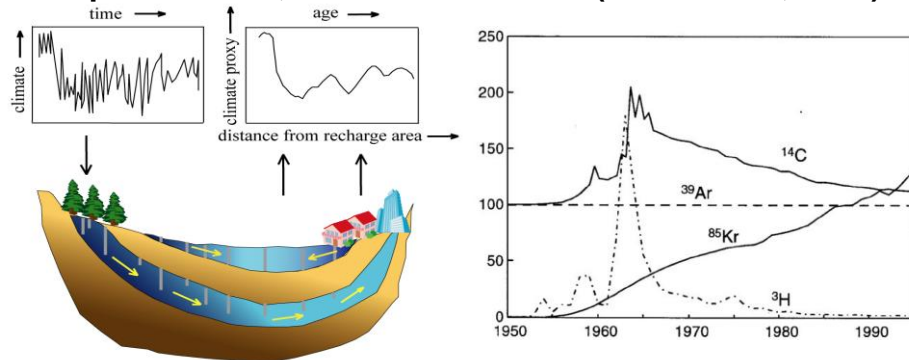 time
climate
age
climate proxy
distance from recharge area
250
200
150
100
50
0
1950
1960
1970
1980
1990
¹⁴C
³⁹Ar
⁸⁵Kr
³H